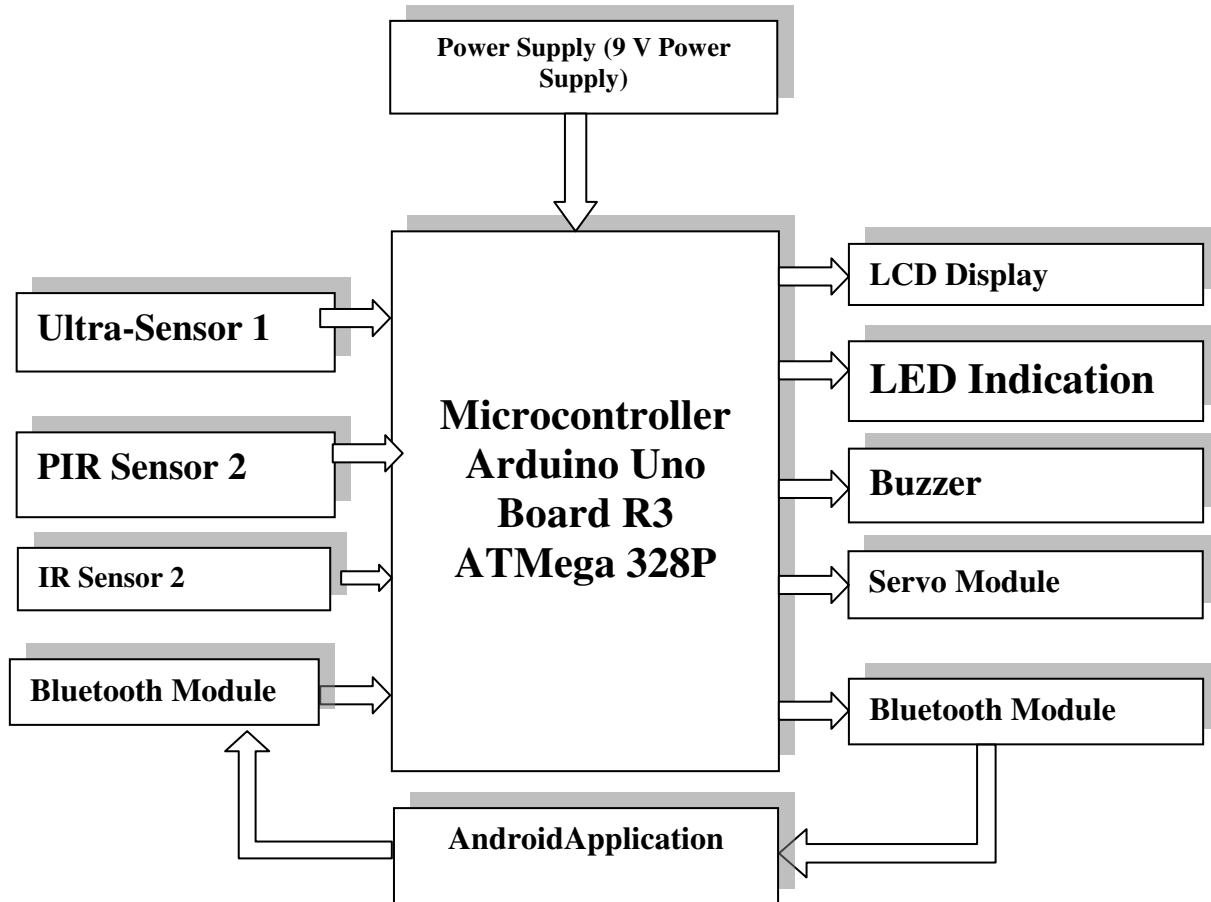 Power Supply (9 V Power
Supply)
Ultra-Sensor 1
PIR Sensor 2
IR Sensor 2
Bluetooth Module
Microcontroller
Arduino Uno
Board R3
ATMega 328P
LCD Display
LED Indication
Buzzer
Servo Module
Bluetooth Module
AndroidApplication